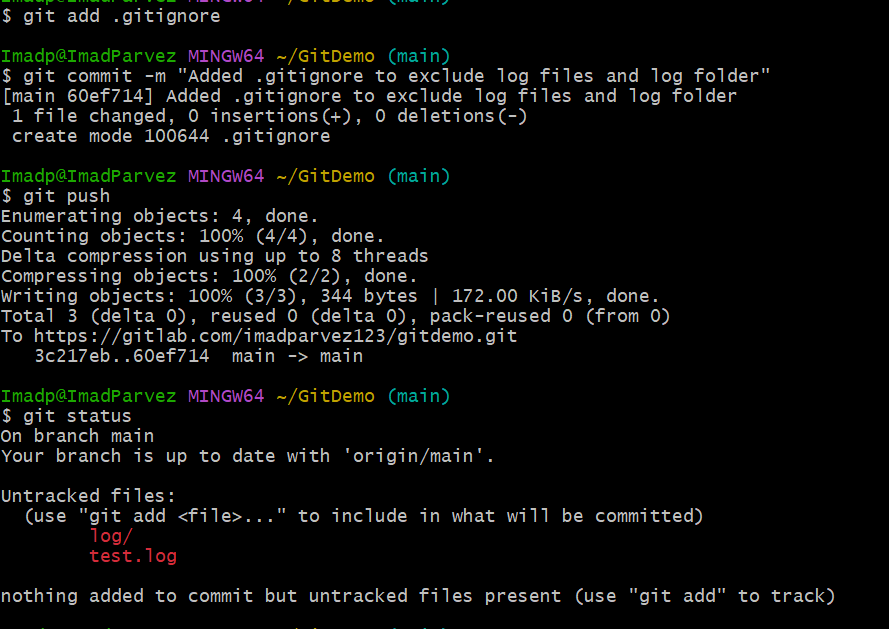 $ git add .gitignore
Imadp@ImadParvez MINGW64 ~/GitDemo (main)
$ git commit -m "Added .gitignore to exclude log files and log folder"
[main 60ef714] Added .gitignore to exclude log files and log folder
1 file changed, 0 insertions(+), 0 deletions(-)
create mode 100644 .gitignore
Imadp@ImadParvez MINGW64 ~/GitDemo (main)
$ git push
Enumerating objects: 4, done.
Counting objects: 100% (4/4), done.
Delta compression using up to 8 threads
Compressing objects: 100% (2/2), done.
Writing objects: 100% (3/3), 344 bytes | 172.00 KiB/s, done.
Total 3 (delta 0), reused 0 (delta 0), pack-reused 0 (from 0)
To https://gitlab.com/imadparvez123/gitdemo.git
3c217eb..60ef714  main -> main
Imadp@ImadParvez MINGW64 ~/GitDemo (main)
$ git status
On branch main
Your branch is up to date with 'origin/main'.
Untracked files:
(use "git add <file>..." to include in what will be committed)
log/
test.log
nothing added to commit but untracked files present (use "git add" to track)